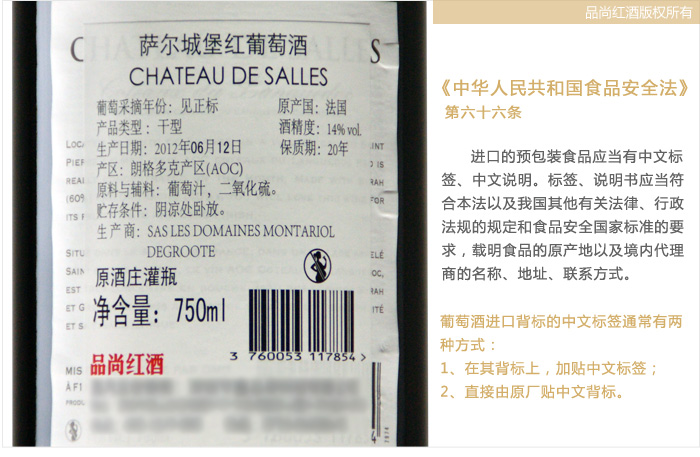 品尚红酒版权所有
CHATEAU DE SALLES
萨尔城堡红葡萄酒
CHATEAU DE SALLES
葡萄采摘年份：见正标
原产国：法国
产品类型：干型
酒精度：14% vol.
生产日期：2012年06月12日
保质期：20年
产区：朗格多克产区(AOC)
原料与辅料：葡萄汁，二氧化硫。
贮存条件：阴凉处卧放。
生产商：SAS LES DOMAINES MONTARIOL
DEGROOTE
原酒庄灌瓶
净含量：750ml
3 760053 117854
品尚红酒
《中华人民共和国食品安全法》
第六十六条
进口的预包装食品应当有中文标
签、中文说明。标签、说明书应当符
合本法以及我国其他有关法律、行政
法规的规定和食品安全国家标准的要
求，载明食品的原产地以及境内代理
商的名称、地址、联系方式。
葡萄酒进口背标的中文标签通常有两
种方式：
1、在其背标上，加贴中文标签；
2、直接由原厂贴中文背标。